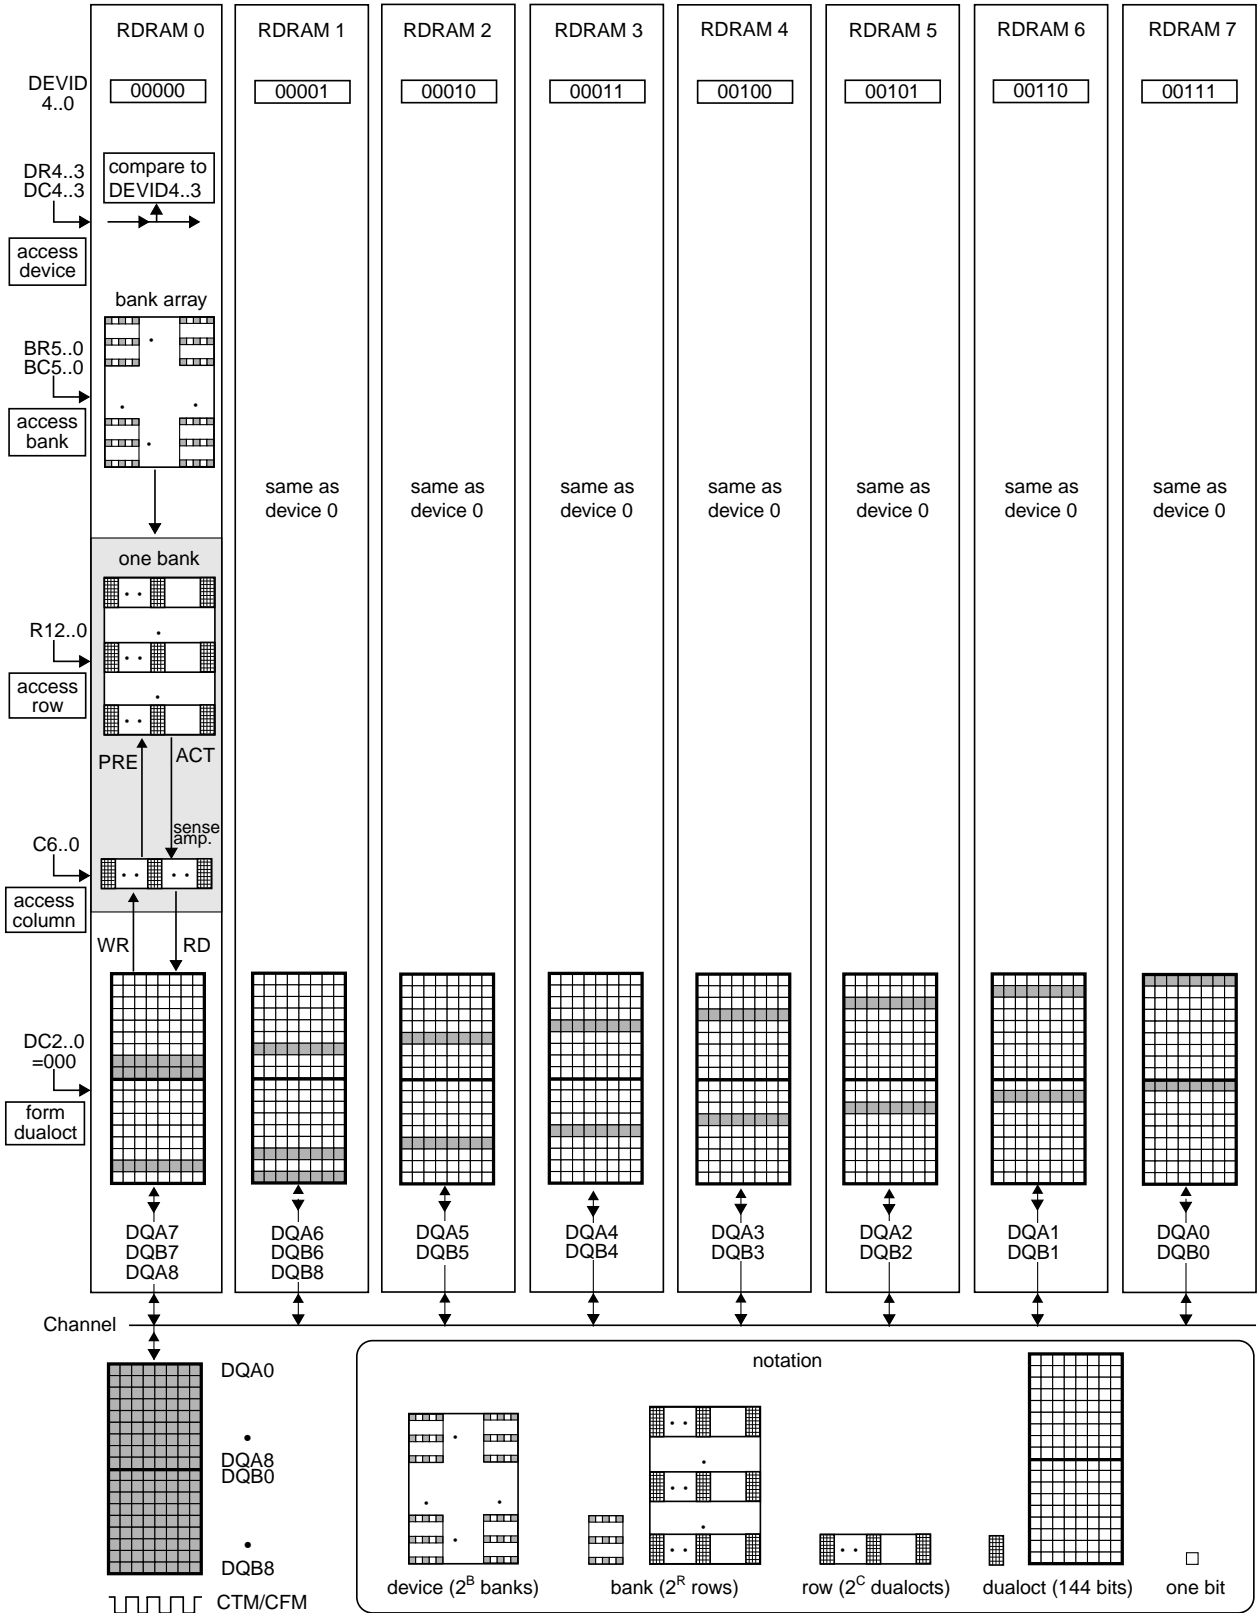 RDRAM 0 RDRAM 1 RDRAM 2 RDRAM 3 RDRAM 4 RDRAM 5 RDRAM 6 RDRAM 7
DEVID
4..0
00000 00001 00010 00011 00100 00101 00110 00111
DR4..3
DC4..3
compare to
DEVID4..3
access
device
bank array
BR5..0
BC5..0
access
bank
same as same as same as same as same as same as same as
device 0 device 0 device 0 device 0 device 0 device 0 device 0
one bank
R12..0
access
row
PRE ACT
sense
amp.
C6..0
access
column
WR RD
DC2..0
=000
form
dualoct
DQA7 DQA6 DQA5 DQA4 DQA3 DQA2 DQA1 DQA0
DQB7 DQB6 DQB5 DQB4 DQB3 DQB2 DQB1 DQB0
DQA8 DQB8
Channel
DQA0
DQA8
DQB0
DQB8
CTM/CFM
notation
device (2^B banks) bank (2^R rows) row (2^C dualocts) dualoct (144 bits) one bit